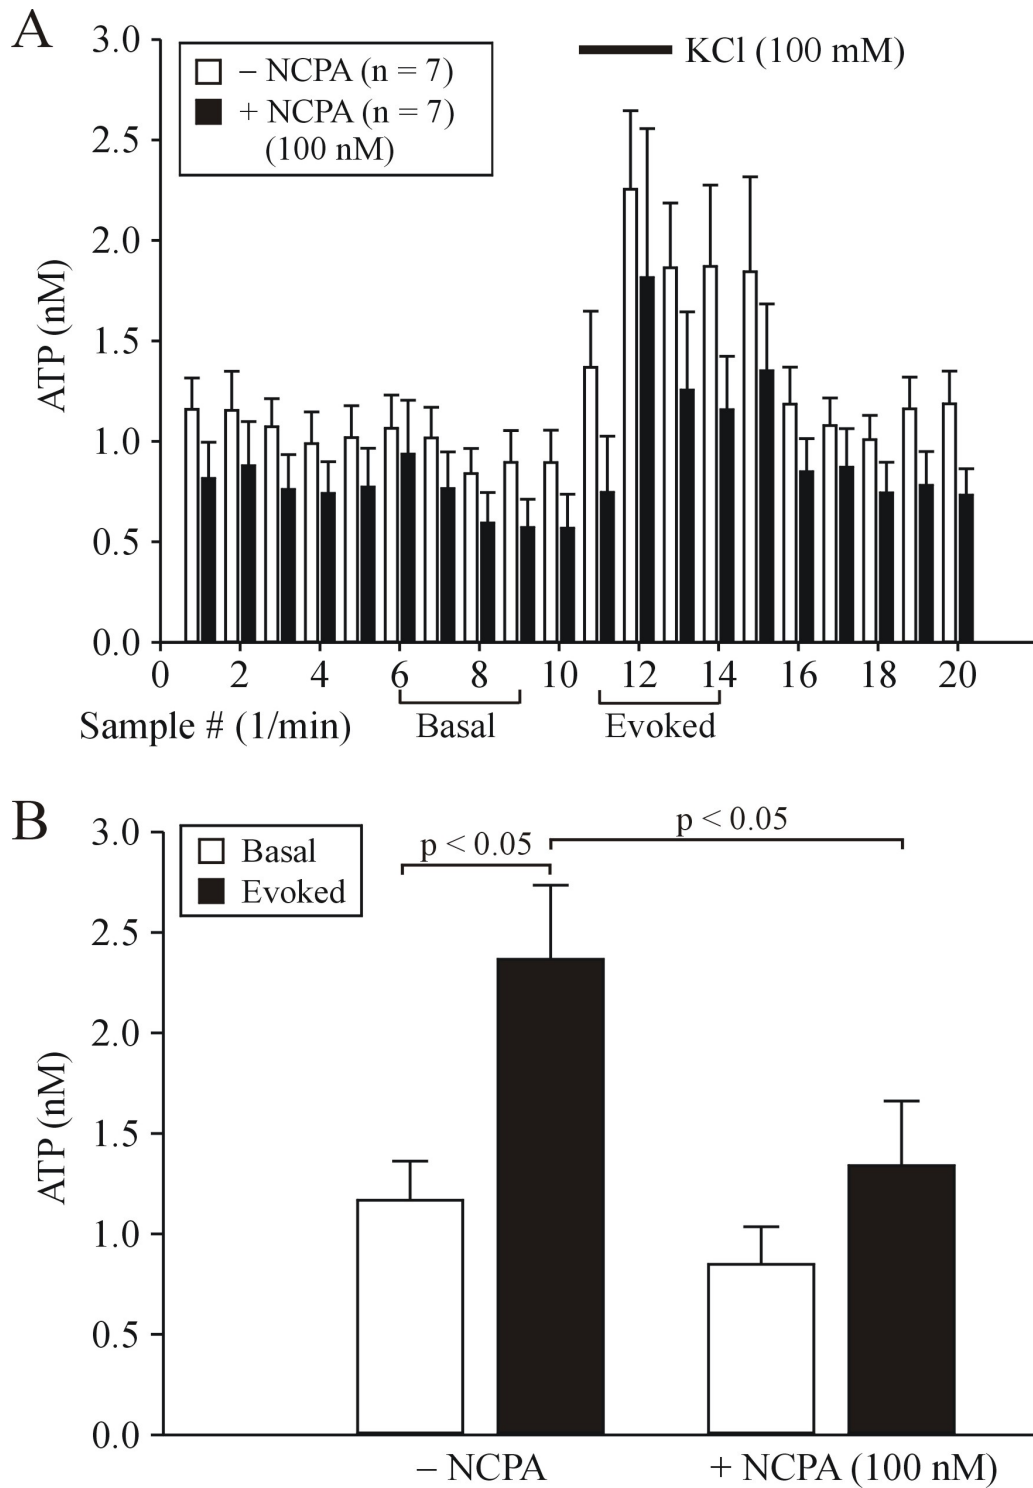 A
3.0
2.5
2.0
1.5
1.0
0.5
0.0
ATP (nM)
– NCPA (n = 7)
+ NCPA (n = 7)
(100 nM)
KCl (100 mM)
0 2 4 6 8 10 12 14 16 18 20
Sample # (1/min)
Basal
Evoked
B
3.0
2.5
2.0
1.5
1.0
0.5
0.0
ATP (nM)
Basal
Evoked
p < 0.05
p < 0.05
– NCPA
+ NCPA (100 nM)